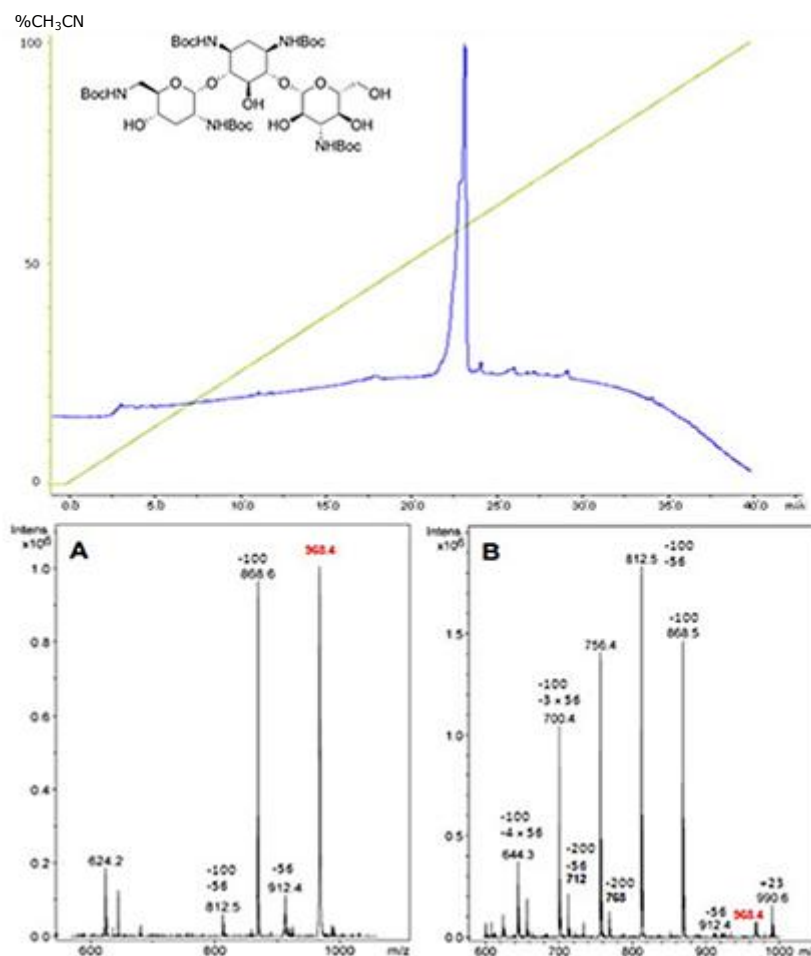 %CH₃CN
100
50
0
0.0 5.0 10.0 15.0 20.0 25.0 30.0 35.0 40.0
BocHN NHBoc
O O O
BocHN O OH O OH
HO NHBoc HO OH
NHBoc
Intens.
x10⁶
A
1.0
0.8
0.6
0.4
0.2
0.0
-100
868.6
968.4
624.2
-100
-56
812.5
-56
912.4
600 800 1000 m/z
Intens.
x10⁶
B
1.5
1.0
0.5
0.0
812.5
-100
-56
-100
868.5
756.4
-100
-3 x 56
700.4
-100
-4 x 56
644.3
-200
-56
712
-200
768
-56
912.4
968.4
+23
990.6
600 700 800 900 1000 m/z